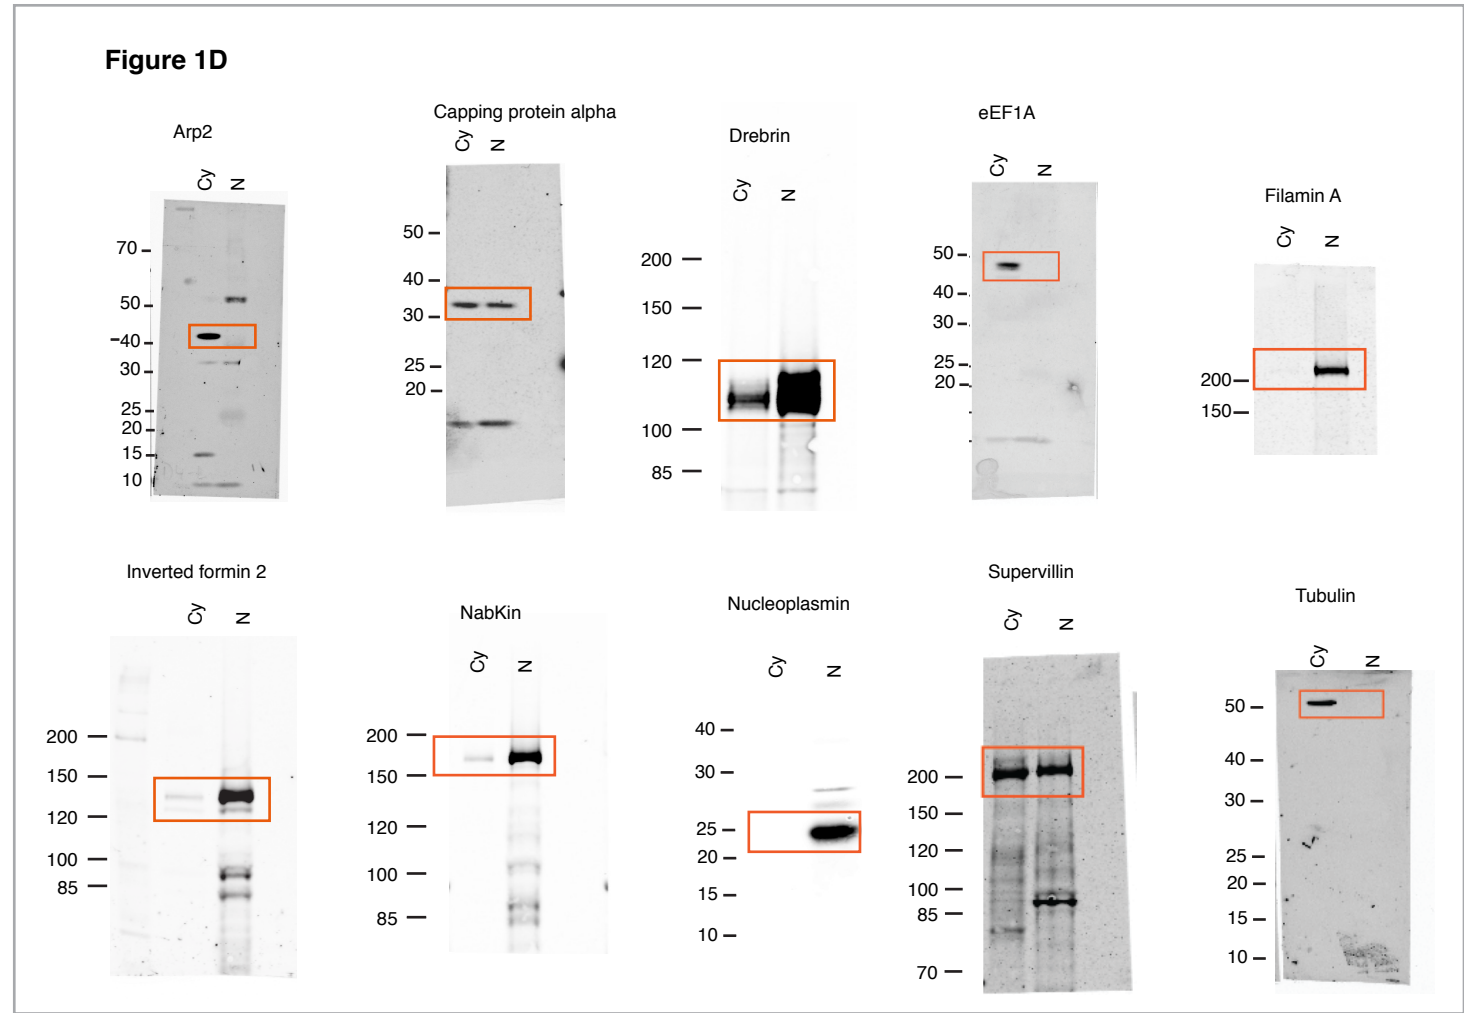 Figure 1D
Arp2
Cy
N
70
50
-40
30
25
20
15
10
Capping protein alpha
Cy
N
50
40
30
25
20
Drebrin
Cy
N
200
150
120
100
85
eEF1A
Cy
N
50
40
30
25
20
Filamin A
Cy
N
200
150
Inverted formin 2
Cy
N
200
150
120
100
85
NabKin
Cy
N
200
150
120
100
85
Nucleoplasmin
Cy
N
40
30
25
20
15
10
Supervillin
Cy
N
200
150
120
100
85
70
Tubulin
Cy
N
50
40
30
25
20
15
10